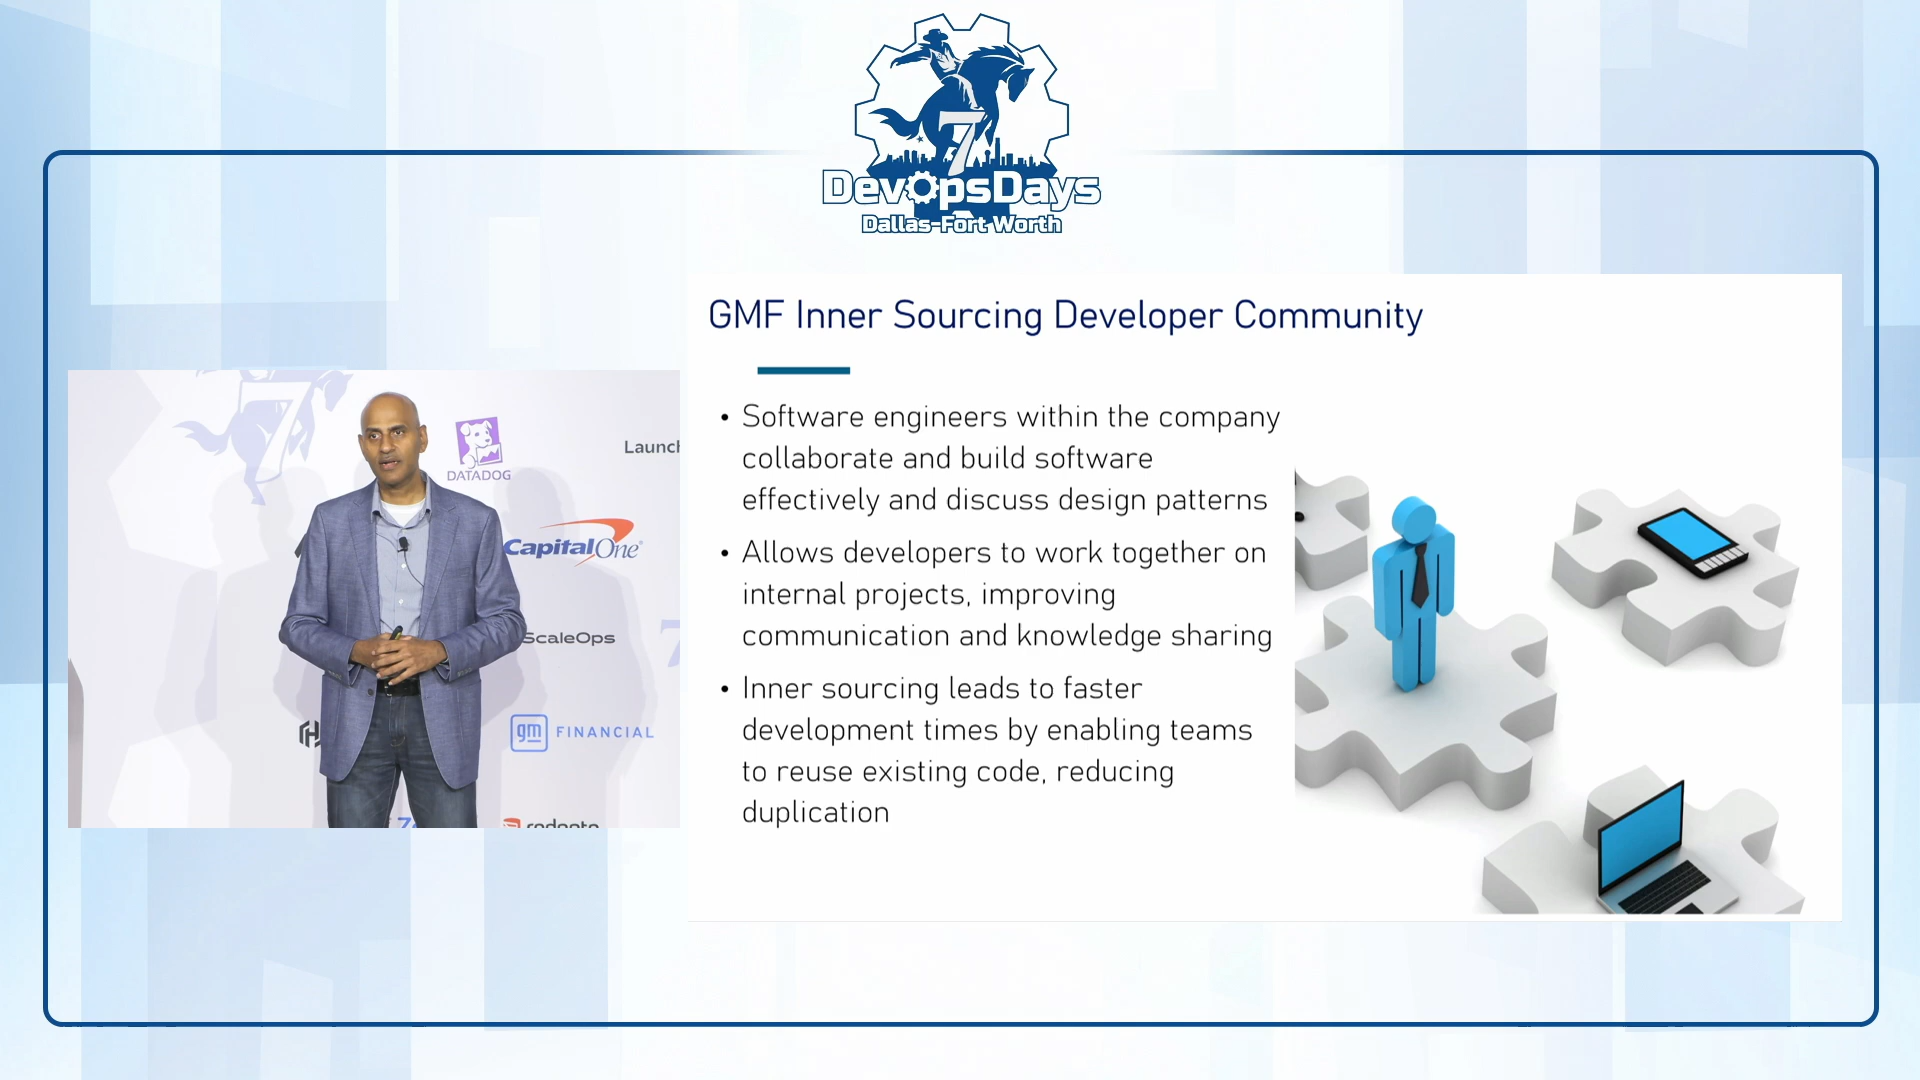 7
DevOpsDays
Dallas-Fort Worth
GMF Inner Sourcing Developer Community
• Software engineers within the company
collaborate and build software
effectively and discuss design patterns
• Allows developers to work together on
internal projects, improving
communication and knowledge sharing
• Inner sourcing leads to faster
development times by enabling teams
to reuse existing code, reducing
duplication
7
DATADOG
Launch
CapitalOne
ScaleOps
7
gm FINANCIAL